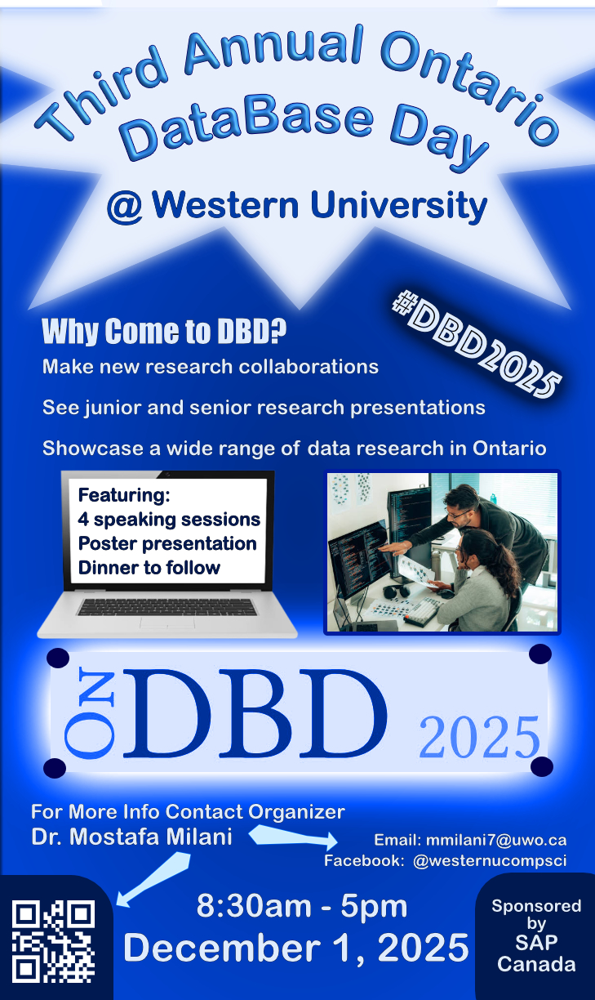 Third Annual Ontario
DataBase Day
@ Western University
#DBD2025
Why Come to DBD?
Make new research collaborations
See junior and senior research presentations
Showcase a wide range of data research in Ontario
Featuring:
4 speaking sessions
Poster presentation
Dinner to follow
ON DBD 2025
For More Info Contact Organizer
Dr. Mostafa Milani
Email: mmilani7@uwo.ca
Facebook: @westernucompsci
8:30am - 5pm
December 1, 2025
Sponsored
by
SAP
Canada